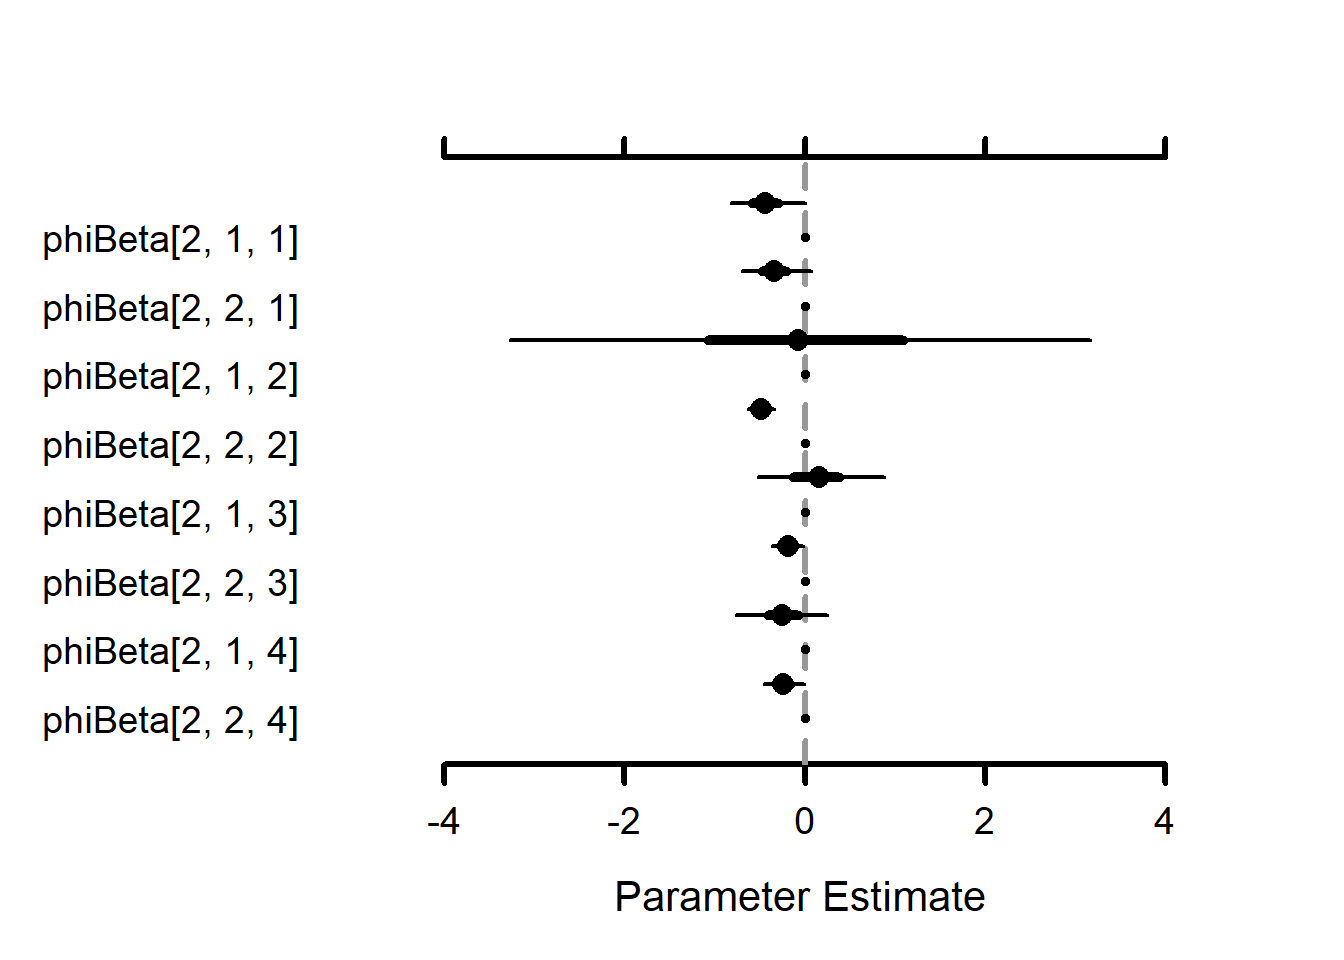 phiBeta[2, 1, 1]
phiBeta[2, 2, 1]
phiBeta[2, 1, 2]
phiBeta[2, 2, 2]
phiBeta[2, 1, 3]
phiBeta[2, 2, 3]
phiBeta[2, 1, 4]
phiBeta[2, 2, 4]
-4 -2 0 2 4
Parameter Estimate